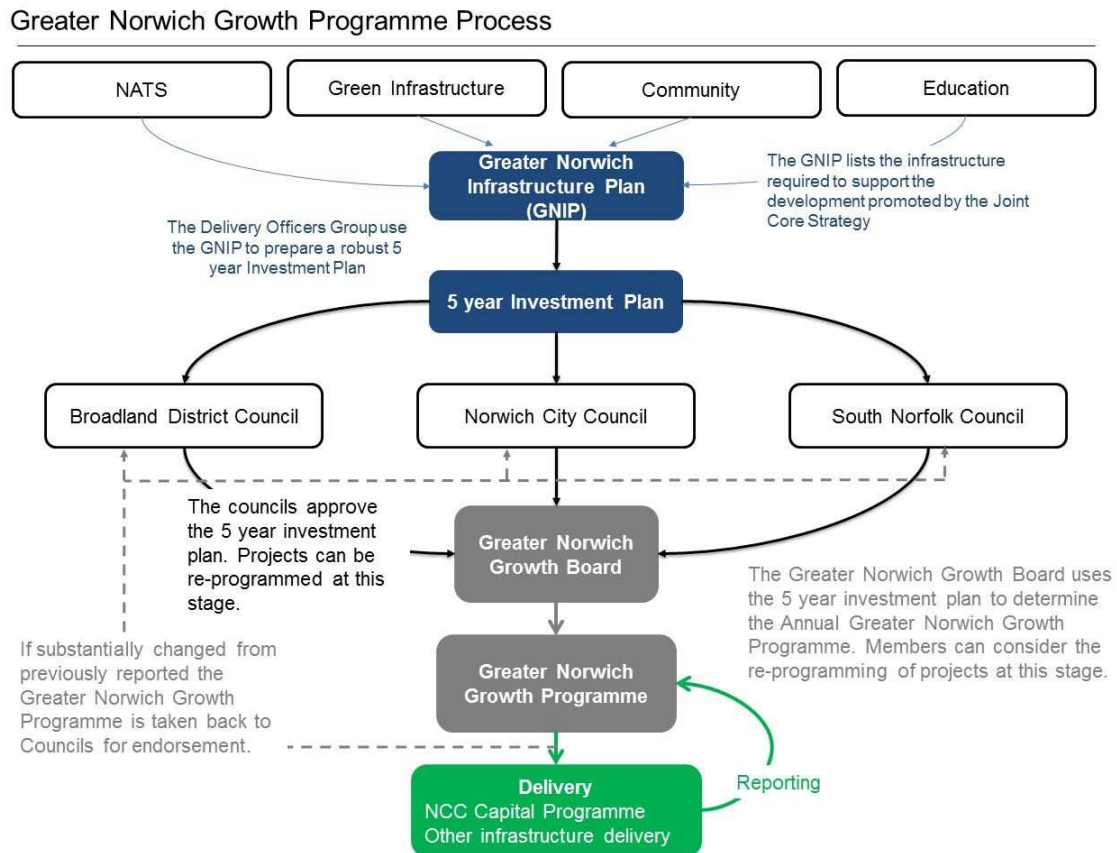 Greater Norwich Growth Programme Process
NATS
Green Infrastructure
Community
Education
Greater Norwich
Infrastructure Plan
(GNIP)
The GNIP lists the infrastructure
required to support the
development promoted by the Joint
Core Strategy
The Delivery Officers Group use
the GNIP to prepare a robust 5
year Investment Plan
5 year Investment Plan
Broadland District Council
Norwich City Council
South Norfolk Council
The councils approve
the 5 year investment
plan. Projects can be
re-programmed at this
stage.
Greater Norwich
Growth Board
The Greater Norwich Growth Board uses
the 5 year investment plan to determine
the Annual Greater Norwich Growth
Programme. Members can consider the
re-programming of projects at this stage.
If substantially changed from
previously reported the
Greater Norwich Growth
Programme is taken back to
Councils for endorsement.
Greater Norwich
Growth Programme
Reporting
Delivery
NCC Capital Programme
Other infrastructure delivery